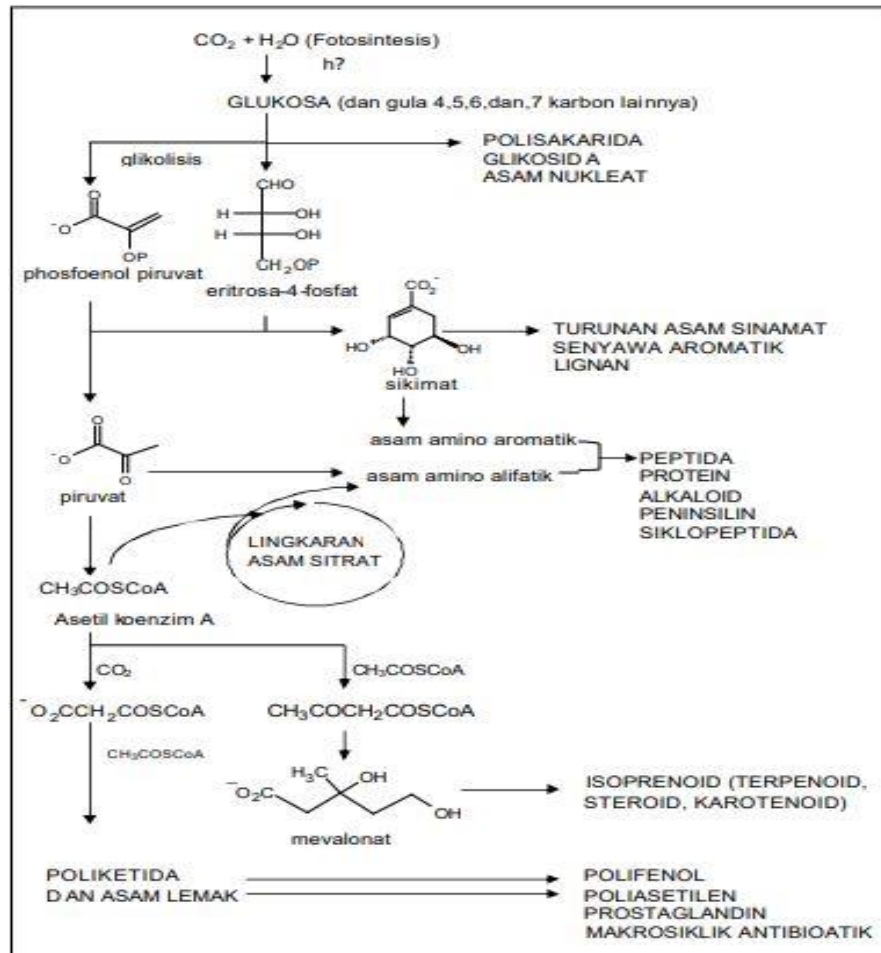 CO₂ + H₂O (Fotosintesis)
h?
GLUKOSA (dan gula 4,5,6,dan,7 karbon lainnya)
glikolisis
POLISAKARIDA
GLIKOSID A
ASAM NUKLEAT
CHO
H OH
H OH
CH₂OP
O
⁻O
OP
phosfoenol piruvat
eritrosa-4-fosfat
CO₂⁻
HO OH
HO
sikimat
TURUNAN ASAM SINAMAT
SENYAWA AROMATIK
LIGNAN
asam amino aromatik
asam amino alifatik
PEPTIDA
PROTEIN
ALKALOID
PENINSILIN
SIKLOPEPTIDA
O
⁻O
O
piruvat
LINGKARAN
ASAM SITRAT
CH₃COSCoA
Asetil koenzim A
CO₂
CH₃COSCoA
⁻O₂CCH₂COSCoA
CH₃COCH₂COSCoA
CH₃COSCoA
H₃C OH
⁻O₂C
OH
mevalonat
ISOPRENOID (TERPENOID,
STEROID, KAROTENOID)
POLIKETIDA
D AN ASAM LEMAK
POLIFENOL
POLIASETILEN
PROSTAGLANDIN
MAKROSIKLIK ANTIBIOATIK